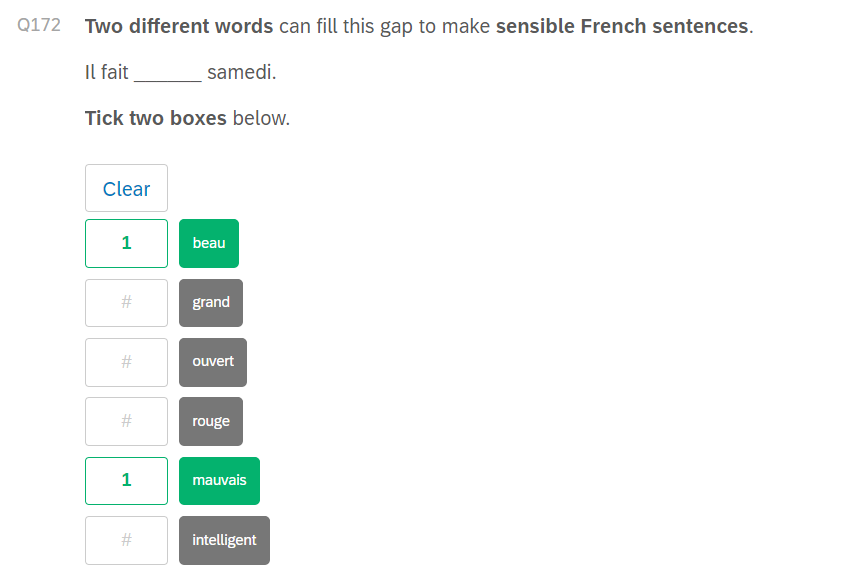 Q172 Two different words can fill this gap to make sensible French sentences.
Il fait _______ samedi.
Tick two boxes below.
Clear
1 beau
# grand
# ouvert
# rouge
1 mauvais
# intelligent